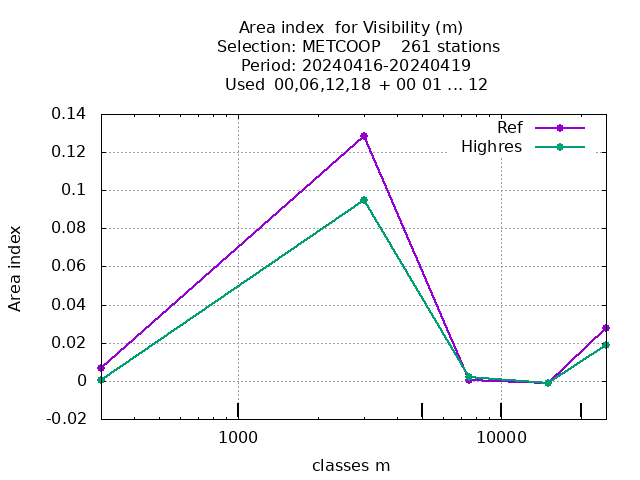 Area index  for Visibility (m)
Selection: METCOOP    261 stations
Period: 20240416-20240419
Used  00,06,12,18 + 00 01 ... 12
Ref
Highres
0.14
0.12
0.1
0.08
0.06
0.04
0.02
0
-0.02
Area index
1000
10000
classes m